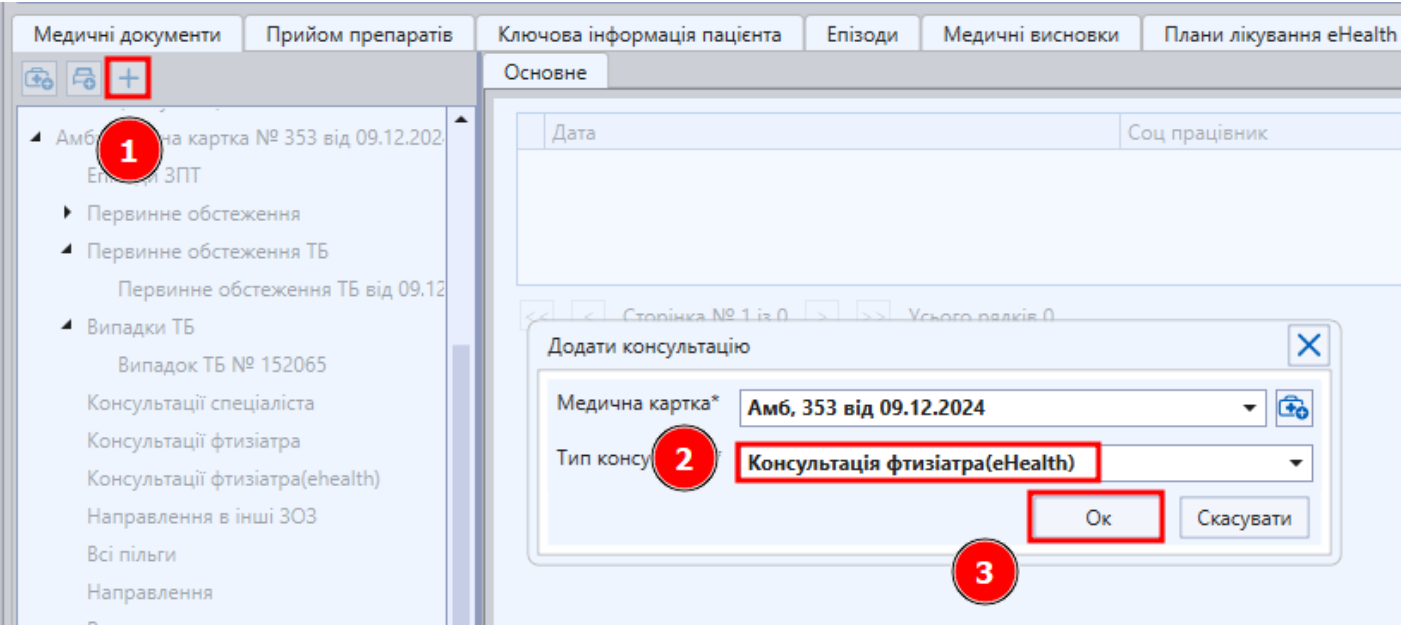 Медичні документи Прийом препаратів Ключова інформація пацієнта Епізоди Медичні висновки Плани лікування eHealth
Основне
1
на картка № 353 від 09.12.202
ЗПТ
Первинне обстеження
Первинне обстеження ТБ
Первинне обстеження ТБ від 09.12
Випадки ТБ
Випадок ТБ № 152065
Консультації спеціаліста
Консультації фтизіатра
Консультації фтизіатра(ehealth)
Направлення в інші ЗОЗ
Всі пільги
Направлення
Дата Соц працівник
<< < Сторінка № 1 із 0 > >> Усього рядків 0
Додати консультацію
Медична картка* Амб, 353 від 09.12.2024
Тип консу 2 Консультація фтизіатра(eHealth)
Ок Скасувати
3